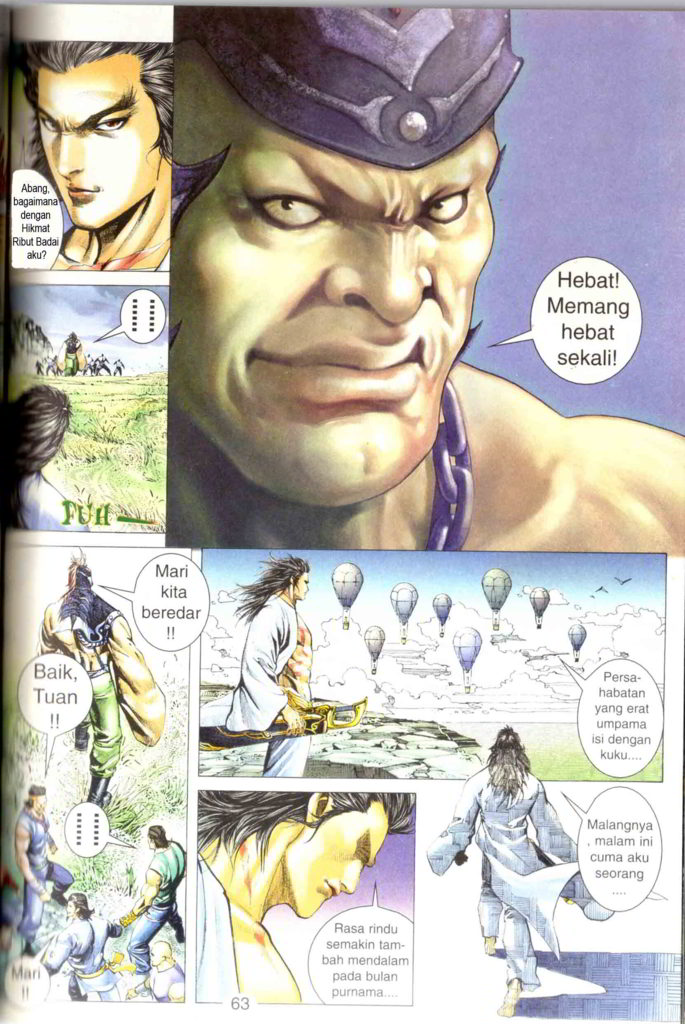 Abang,
bagaimana
dengan
Hikmat
Ribut Badai
aku?
Hebat!
Memang
hebat
sekali!
!!!!
!!!!
FUH
Mari
kita
beredar
!!
Baik,
Tuan
!!
!!!!
!!!!
Mari
!!
Persa-
habatan
yang erat
umpama
isi dengan
kuku....
Malangnya
, malam ini
cuma aku
seorang
....
Rasa rindu
semakin tam-
bah mendalam
pada bulan
purnama....
63